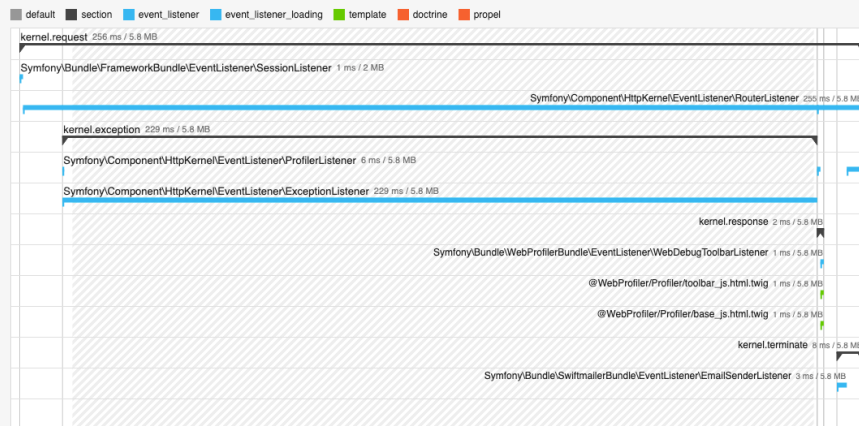 default section event_listener event_listener_loading template doctrine propel
kernel.request 256 ms / 5.8 MB
Symfony\Bundle\FrameworkBundle\EventListener\SessionListener 1 ms / 2 MB
Symfony\Component\HttpKernel\EventListener\RouterListener 255 ms / 5.8 MB
kernel.exception 229 ms / 5.8 MB
Symfony\Component\HttpKernel\EventListener\ProfilerListener 6 ms / 5.8 MB
Symfony\Component\HttpKernel\EventListener\ExceptionListener 229 ms / 5.8 MB
kernel.response 2 ms / 5.8 MB
Symfony\Bundle\WebProfilerBundle\EventListener\WebDebugToolbarListener 1 ms / 5.8 MB
@WebProfiler/Profiler/toolbar_js.html.twig 1 ms / 5.8 MB
@WebProfiler/Profiler/base_js.html.twig 1 ms / 5.8 MB
kernel.terminate 8 ms / 5.8 MB
Symfony\Bundle\SwiftmailerBundle\EventListener\EmailSenderListener 3 ms / 5.8 MB